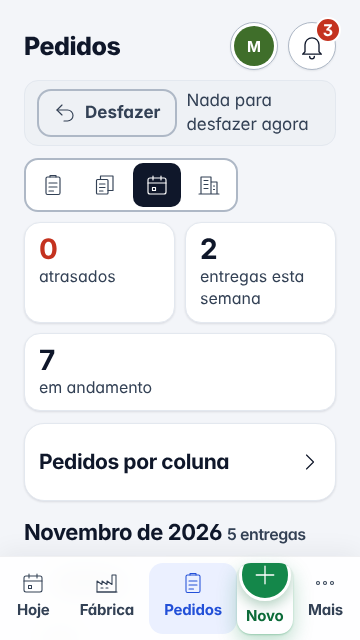 Pedidos
M
3
Desfazer
Nada para
desfazer agora
0
atrasados
2
entregas esta
semana
7
em andamento
Pedidos por coluna
Novembro de 2026 5 entregas
Hoje
Fábrica
Pedidos
Novo
Mais